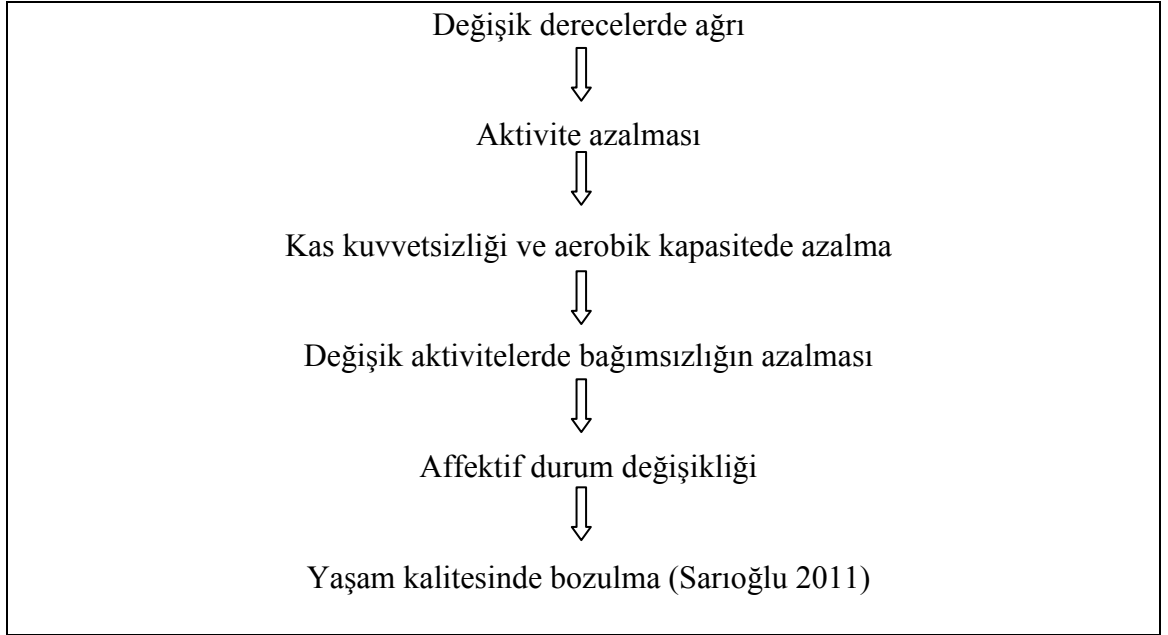 Değişik derecelerde ağrı
Aktivite azalması
Kas kuvvetsizliği ve aerobik kapasitede azalma
Değişik aktivitelerde bağımsızlığın azalması
Affektif durum değişikliği
Yaşam kalitesinde bozulma (Sarıoğlu 2011)